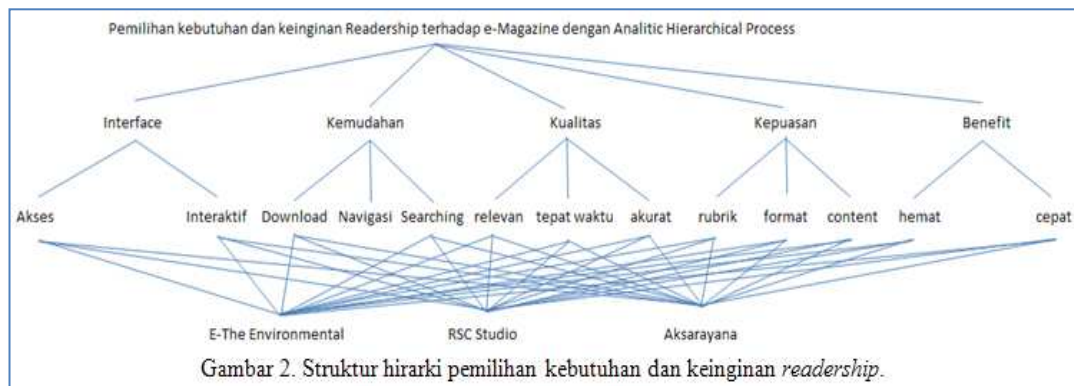 Pemilihan kebutuhan dan keinginan Readership terhadap e-Magazine dengan Analitic Hierarchical Process
Interface Kemudahan Kualitas Kepuasan Benefit
Akses Interaktif Download Navigasi Searching relevan tepat waktu akurat rubrik format content hemat cepat
E-The Environmental RSC Studio Aksarayana
Gambar 2. Struktur hirarki pemilihan kebutuhan dan keinginan readership.